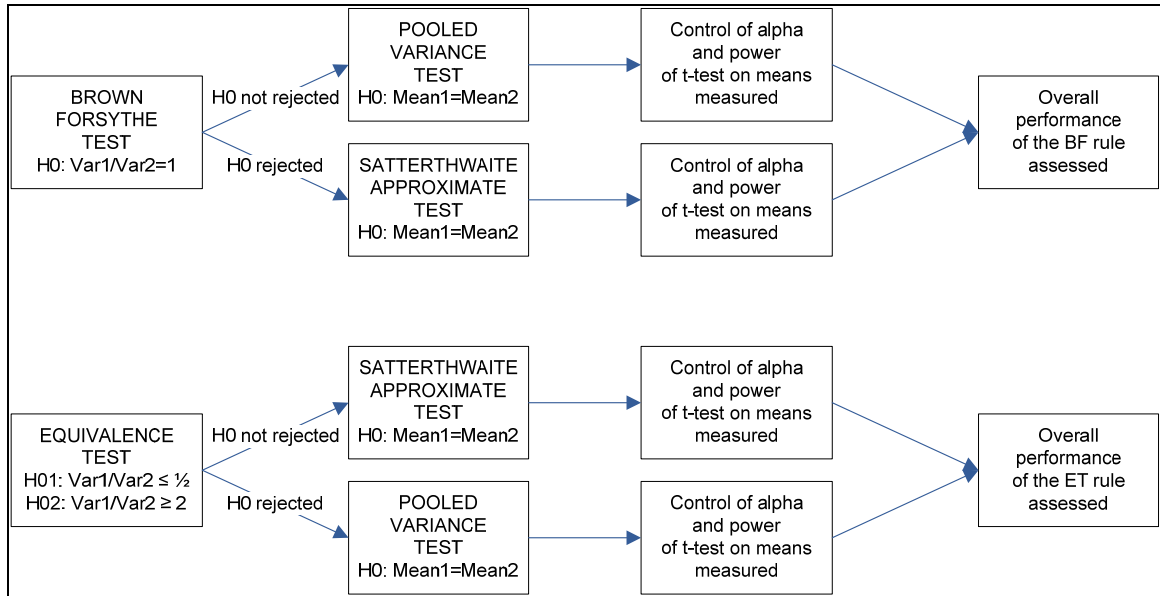 BROWN
FORSYTHE
TEST
H0: Var1/Var2=1
H0 not rejected
H0 rejected
POOLED
VARIANCE
TEST
H0: Mean1=Mean2
SATTERTHWAITE
APPROXIMATE
TEST
H0: Mean1=Mean2
Control of alpha
and power
of t-test on means
measured
Control of alpha
and power
of t-test on means
measured
Overall
performance
of the BF rule
assessed
EQUIVALENCE
TEST
H01: Var1/Var2 ≤ ½
H02: Var1/Var2 ≥ 2
H0 not rejected
H0 rejected
SATTERTHWAITE
APPROXIMATE
TEST
H0: Mean1=Mean2
POOLED
VARIANCE
TEST
H0: Mean1=Mean2
Control of alpha
and power
of t-test on means
measured
Control of alpha
and power
of t-test on means
measured
Overall
performance
of the ET rule
assessed